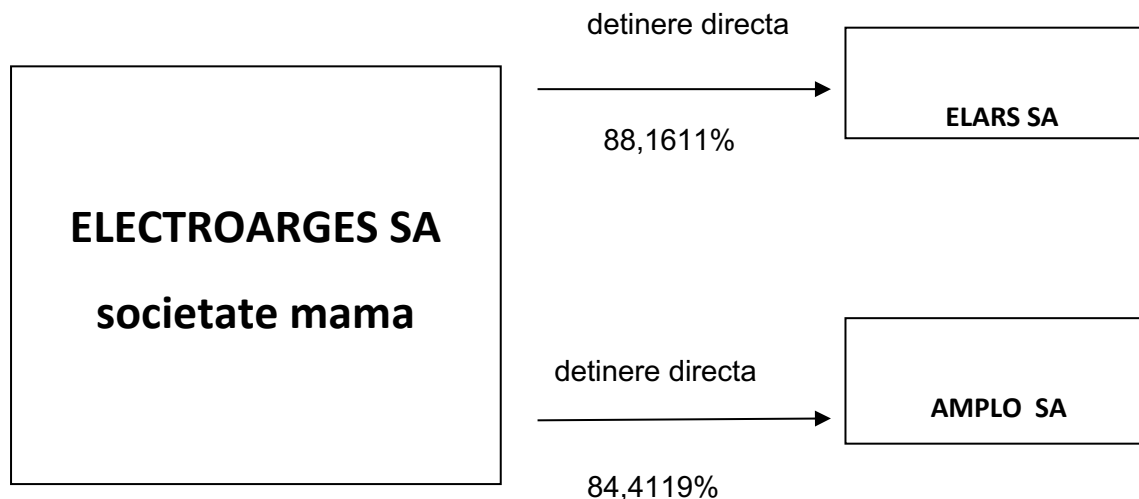 detinere directa
88,1611%
ELARS SA
ELECTROARGES SA
societate mama
detinere directa
84,4119%
AMPLO SA